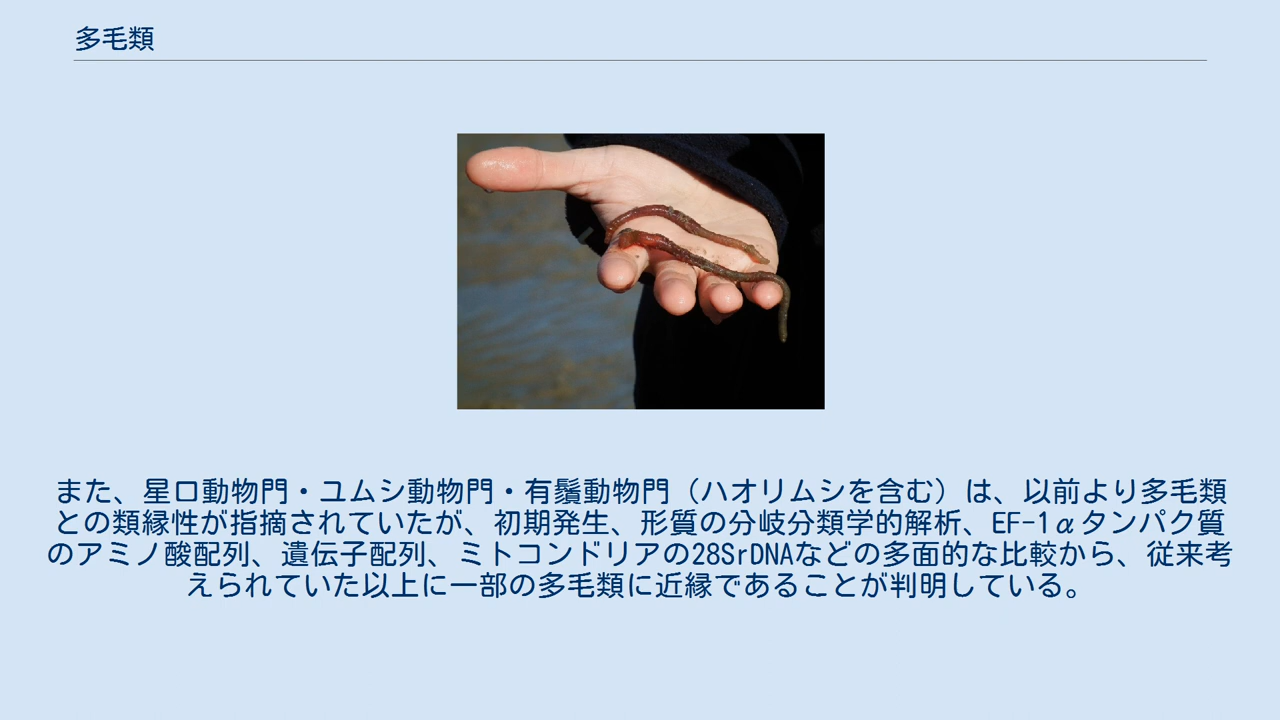 多毛類
また、星口動物門・ユムシ動物門・有鬚動物門（ハオリムシを含む）は、以前より多毛類
との類縁性が指摘されていたが、初期発生、形質の分岐分類学的解析、EF-1αタンパク質
のアミノ酸配列、遺伝子配列、ミトコンドリアの28SrDNAなどの多面的な比較から、従来考
えられていた以上に一部の多毛類に近縁であることが判明している。